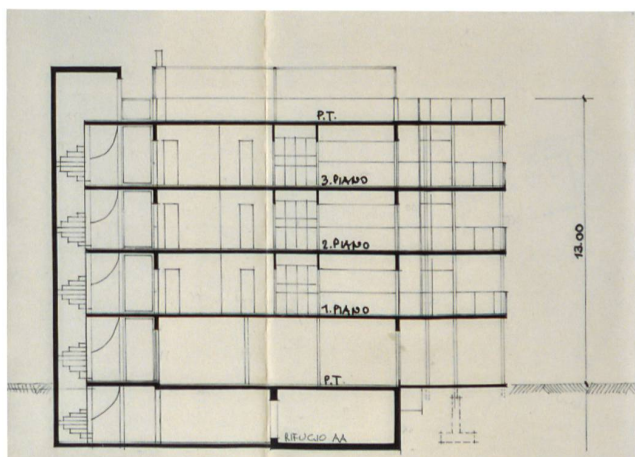 P.T.
3. PIANO
2. PIANO
13.00
1. PIANO
P.T.
RIFUGIO AA